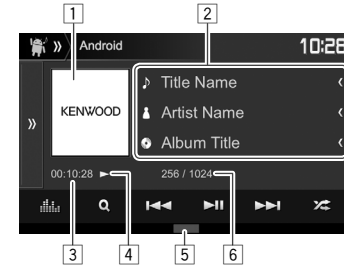 1 2
» Android 10:28
Title Name
KENWOOD
Artist Name
»
Album Title
00:10:28 256 / 1024
3 4 5 6